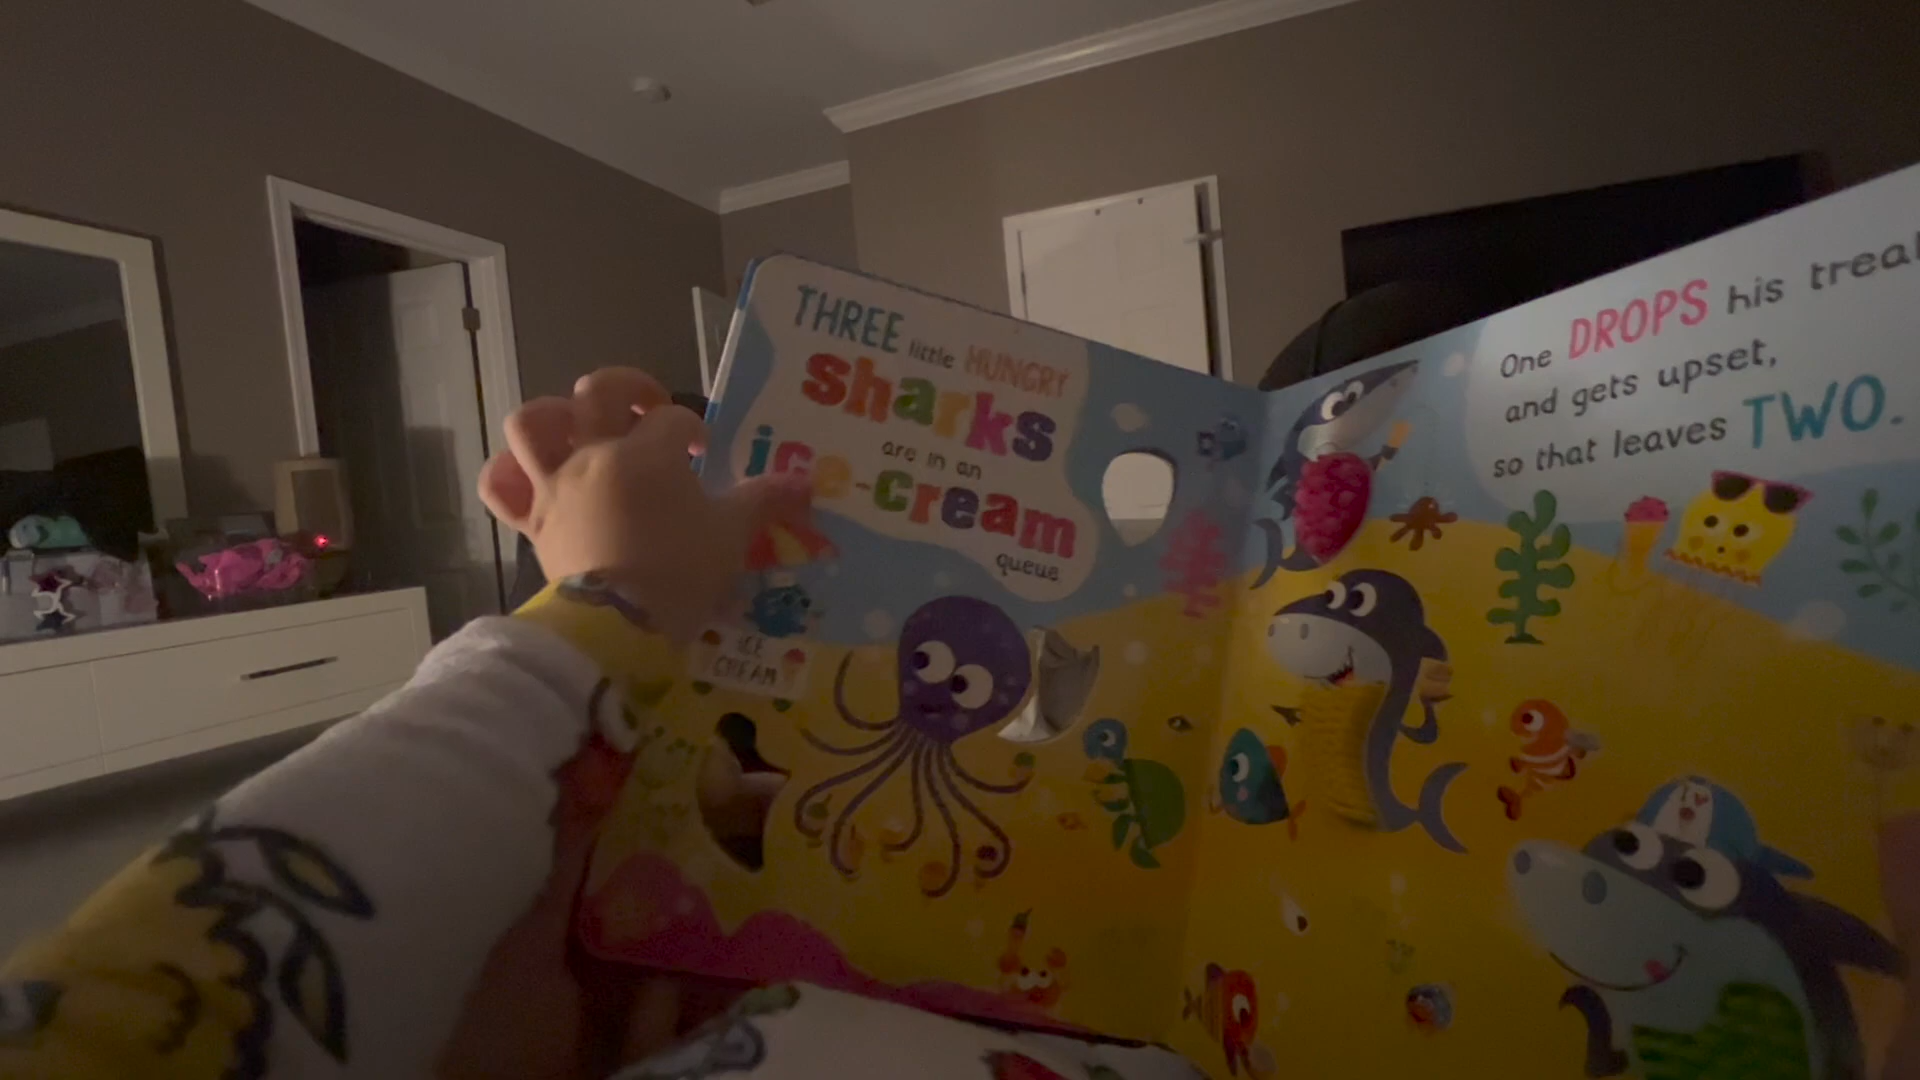 THREE little HUNGRY
sharks
are in an
ice-cream
queue
ICE
CREAM
One DROPS his treat
and gets upset,
so that leaves TWO.